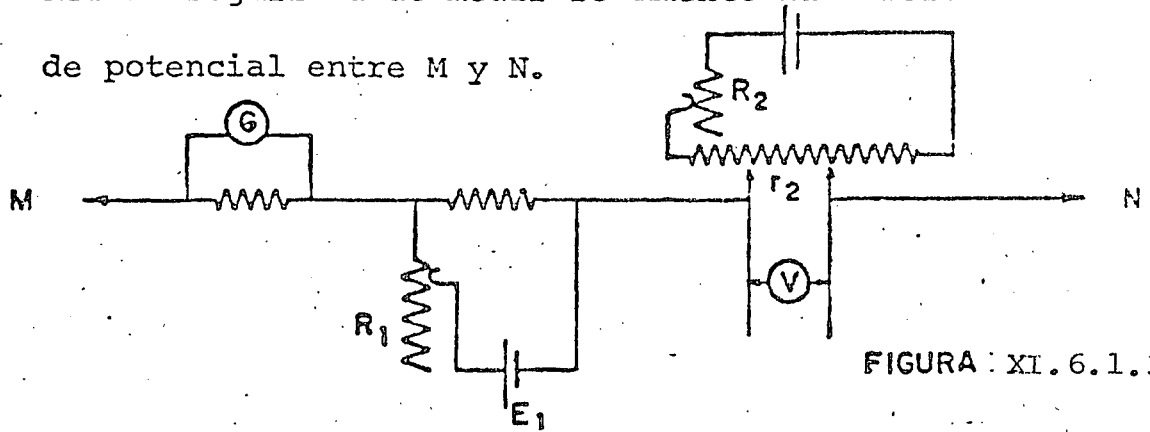 de potencial entre M y N.
G
R2
M
r2
N
V
R1
FIGURA: XI.6.1.
E1